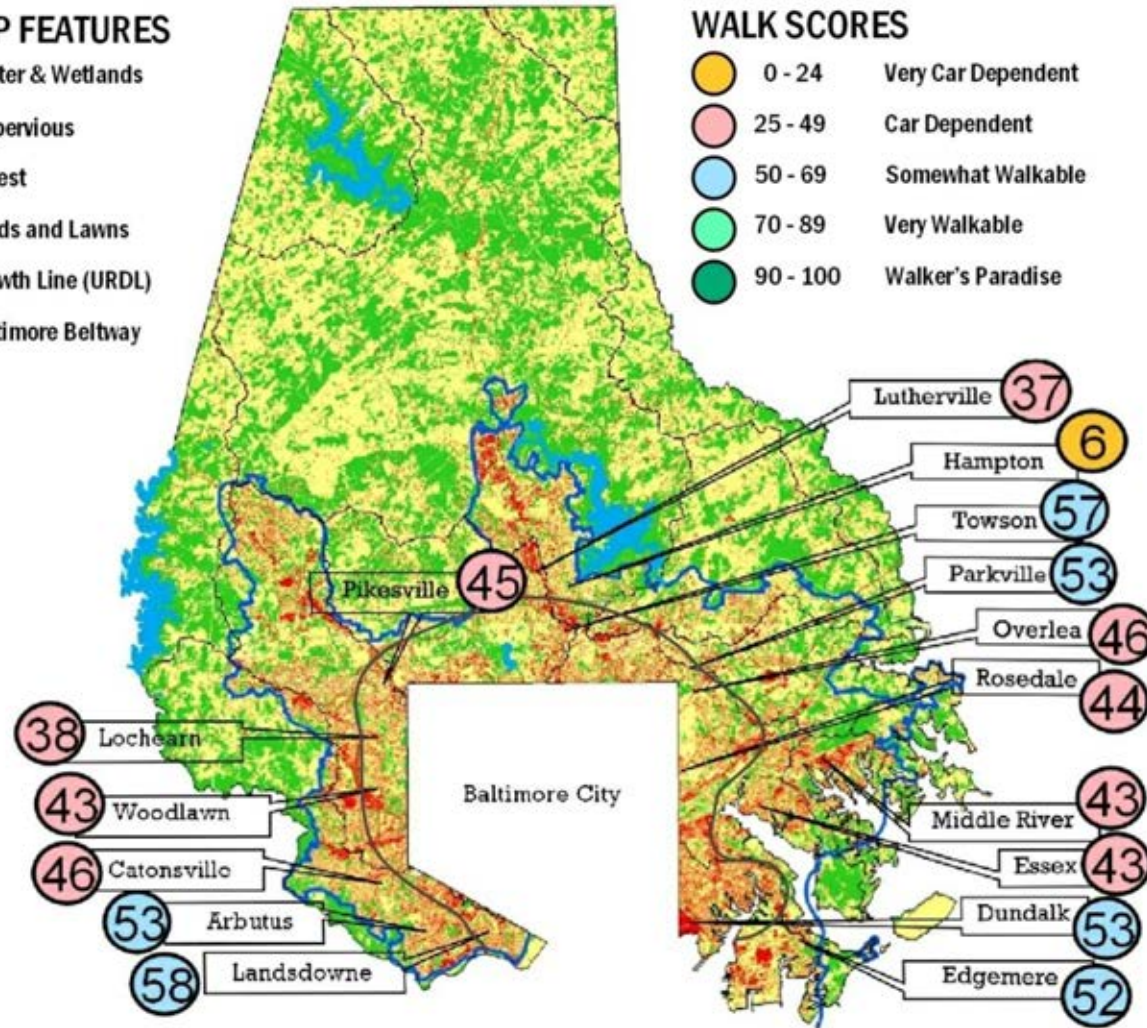 P FEATURES
ter & Wetlands
pervious
est
ds and Lawns
wth Line (URDL)
timore Beltway
WALK SCORES
0 - 24 Very Car Dependent
25 - 49 Car Dependent
50 - 69 Somewhat Walkable
70 - 89 Very Walkable
90 - 100 Walker's Paradise
Lutherville 37
Hampton 6
Towson 57
Parkville 53
Pikesville 45
Overlea 46
Rosedale 44
38 Lochearn
Baltimore City
43 Woodlawn
Middle River 43
46 Catonsville
Essex 43
53 Arbutus
Dundalk 53
58 Landsdowne
Edgemere 52